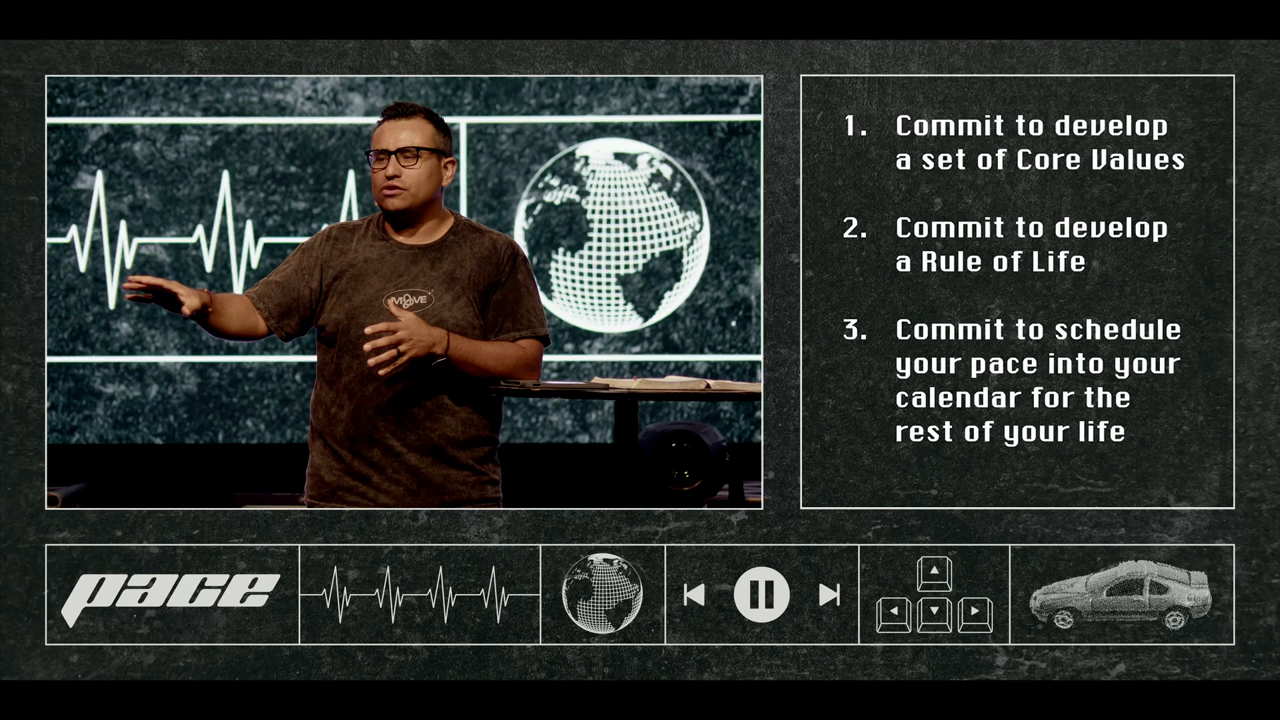 MOVE
1. Commit to develop
a set of Core Values
2. Commit to develop
a Rule of Life
3. Commit to schedule
your pace into your
calendar for the
rest of your life
pace